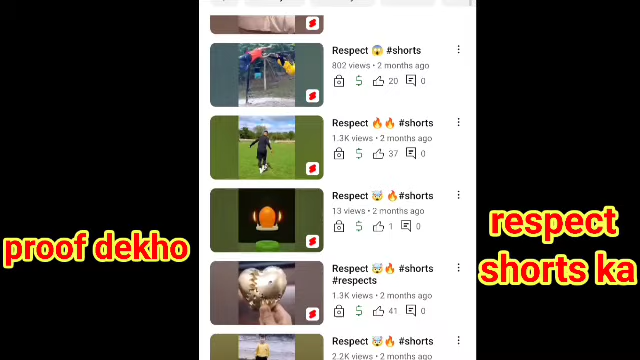 Respect 😱 #shorts
802 views • 2 months ago
20 0
Respect 🔥🔥 #shorts
1.3K views • 2 months ago
37 0
Respect 🤯🔥#shorts
13 views • 2 months ago
1 0
Respect 🤯🔥 #shorts
#respects
1.3K views • 2 months ago
41 0
Respect 🤯🔥 #shorts
2.2K views • 2 months ago
proof dekho
respect
shorts ka